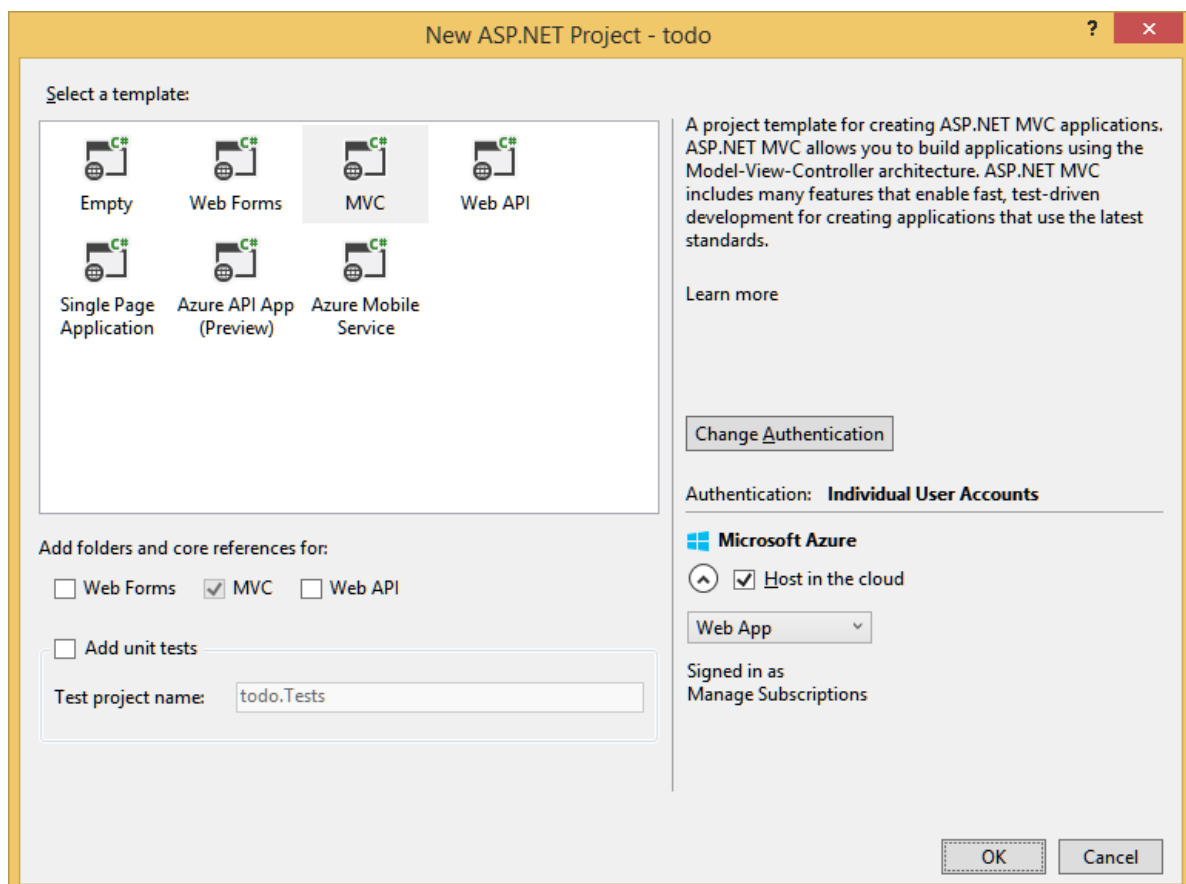 New ASP.NET Project - todo
?
Select a template:
C# C# C# C#
Empty Web Forms MVC Web API
C# C# C#
Single Page Azure API App Azure Mobile
Application (Preview) Service
A project template for creating ASP.NET MVC applications.
ASP.NET MVC allows you to build applications using the
Model-View-Controller architecture. ASP.NET MVC
includes many features that enable fast, test-driven
development for creating applications that use the latest
standards.
Learn more
Change Authentication
Authentication: Individual User Accounts
Add folders and core references for:
Web Forms MVC Web API
Add unit tests
Test project name: todo.Tests
Microsoft Azure
Host in the cloud
Web App
Signed in as
Manage Subscriptions
OK Cancel